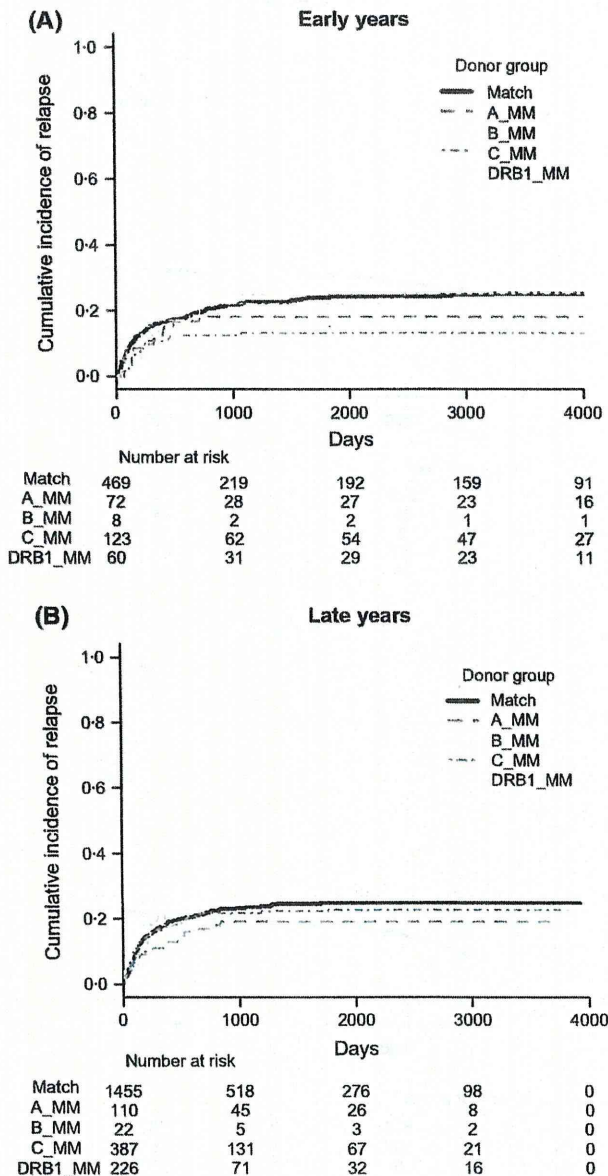 (A) Early years
1·0
0·8
0·6
0·4
0·2
0·0
Cumulative incidence of relapse
Donor group
Match
A_MM
B_MM
C_MM
DRB1_MM
0 1000 2000 3000 4000
Days
Number at risk
Match 469 219 192 159 91
A_MM 72 28 27 23 16
B_MM 8 2 2 1 1
C_MM 123 62 54 47 27
DRB1_MM 60 31 29 23 11
(B) Late years
1·0
0·8
0·6
0·4
0·2
0·0
Cumulative incidence of relapse
Donor group
Match
A_MM
B_MM
C_MM
DRB1_MM
0 1000 2000 3000 4000
Days
Number at risk
Match 1455 518 276 98 0
A_MM 110 45 26 8 0
B_MM 22 5 3 2 0
C_MM 387 131 67 21 0
DRB1_MM 226 71 32 16 0